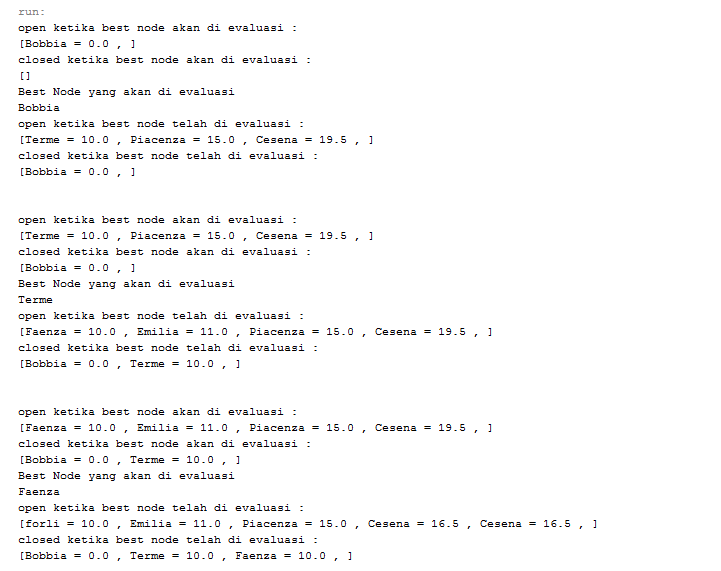 run:
open ketika best node akan di evaluasi :
[Bobbia = 0.0 , ]
closed ketika best node akan di evaluasi :
[]
Best Node yang akan di evaluasi
Bobbia
open ketika best node telah di evaluasi :
[Terme = 10.0 , Piacenza = 15.0 , Cesena = 19.5 , ]
closed ketika best node telah di evaluasi :
[Bobbia = 0.0 , ]
open ketika best node akan di evaluasi :
[Terme = 10.0 , Piacenza = 15.0 , Cesena = 19.5 , ]
closed ketika best node akan di evaluasi :
[Bobbia = 0.0 , ]
Best Node yang akan di evaluasi
Terme
open ketika best node telah di evaluasi :
[Faenza = 10.0 , Emilia = 11.0 , Piacenza = 15.0 , Cesena = 19.5 , ]
closed ketika best node telah di evaluasi :
[Bobbia = 0.0 , Terme = 10.0 , ]
open ketika best node akan di evaluasi :
[Faenza = 10.0 , Emilia = 11.0 , Piacenza = 15.0 , Cesena = 19.5 , ]
closed ketika best node akan di evaluasi :
[Bobbia = 0.0 , Terme = 10.0 , ]
Best Node yang akan di evaluasi
Faenza
open ketika best node telah di evaluasi :
[forli = 10.0 , Emilia = 11.0 , Piacenza = 15.0 , Cesena = 16.5 , Cesena = 16.5 , ]
closed ketika best node telah di evaluasi :
[Bobbia = 0.0 , Terme = 10.0 , Faenza = 10.0 , ]